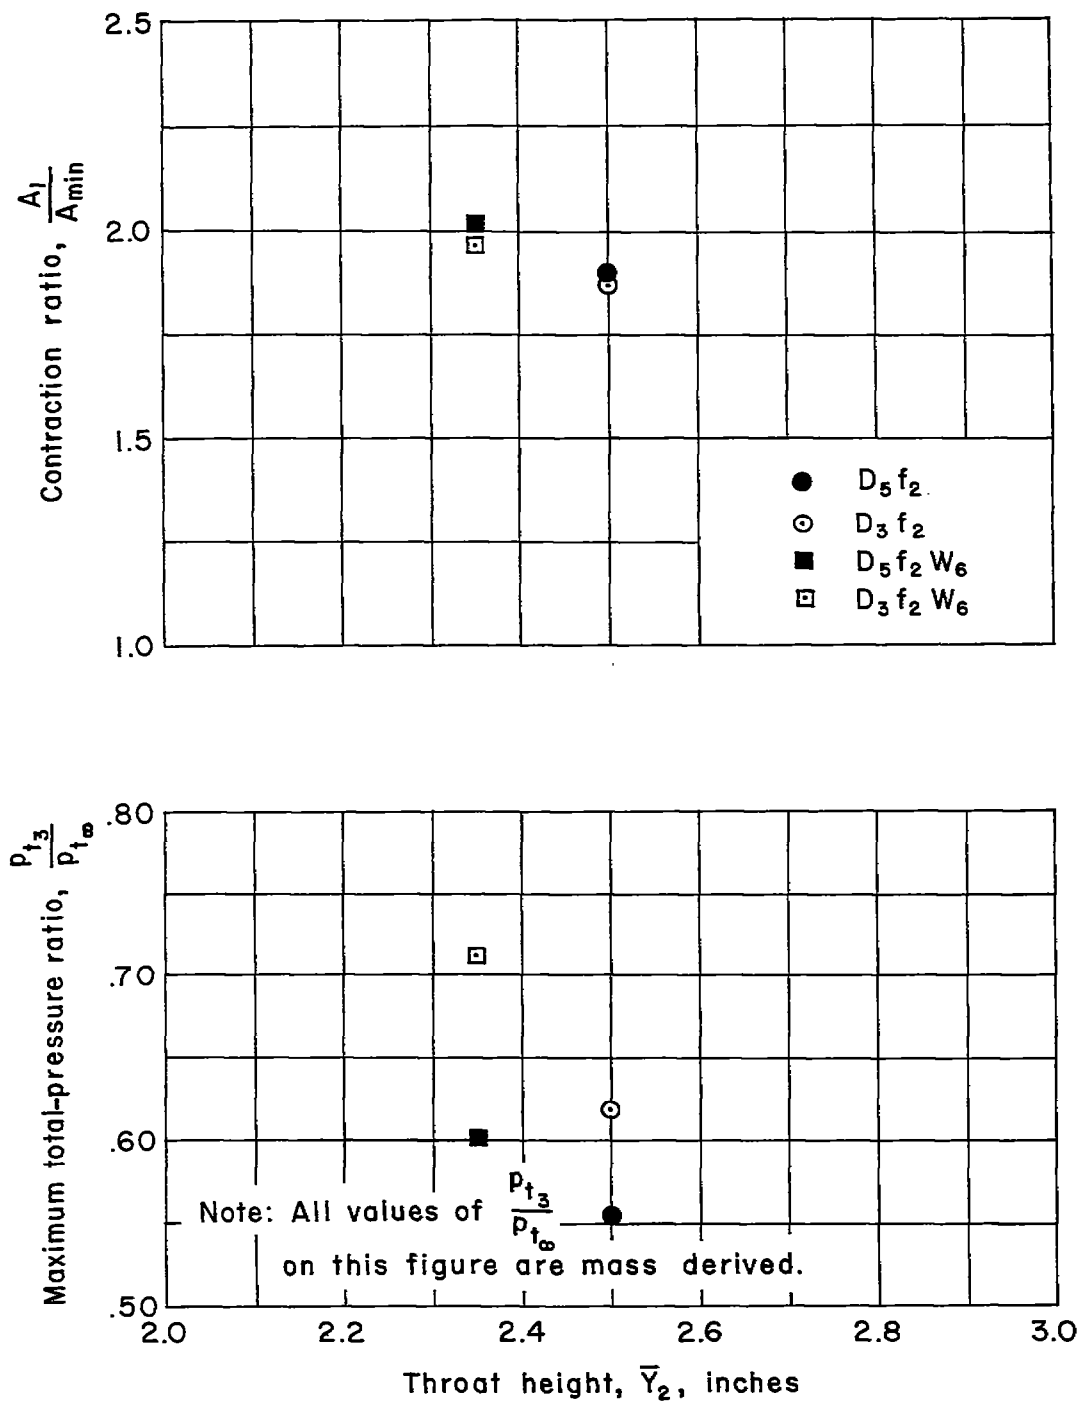 2.5
2.0
1.5
1.0
Contraction ratio, A₁/Aₘᵢₙ
● D₅ f₂
⊙ D₃ f₂
■ D₅ f₂ W₆
⊡ D₃ f₂ W₆
.80
.70
.60
.50
Maximum total-pressure ratio, pₜ₃/pₜ∞
Note: All values of pₜ₃/pₜ∞
on this figure are mass derived.
2.0 2.2 2.4 2.6 2.8 3.0
Throat height, Y̅₂, inches